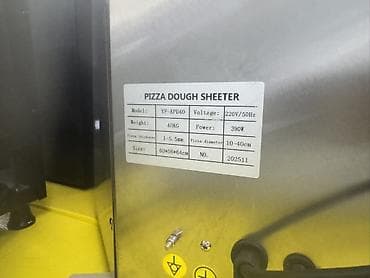 PIZZA DOUGH SHEETER
Model: YF-APD40 Voltage: 220V/50Hz
Weight: 40KG Power: 390W
Pizza thickness 1-5.5mm Pizza diameter 10-40cm
Size: NO. 202511